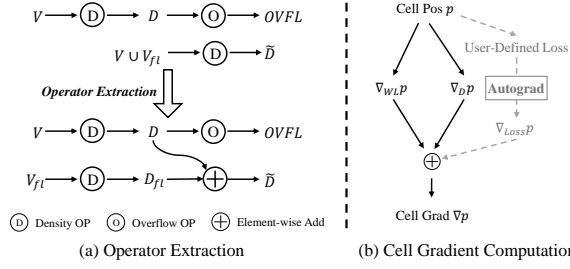 V D D O OVFL
V ∪ V_fl D D̃
Operator Extraction
V D D O OVFL
V_fl D D_fl + D̃
D Density OP O Overflow OP + Element-wise Add
(a) Operator Extraction
Cell Pos p
User-Defined Loss
∇_WL p ∇_D p Autograd
∇_Loss p
+
Cell Grad ∇p
(b) Cell Gradient Computation